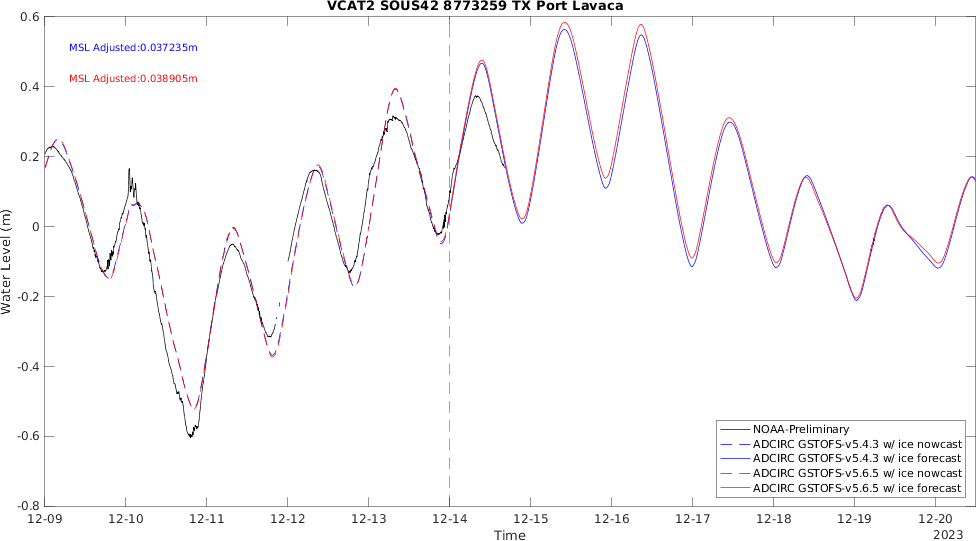 VCAT2 SOUS42 8773259 TX Port Lavaca
0.6
0.4
0.2
0
-0.2
-0.4
-0.6
-0.8
Water Level (m)
MSL Adjusted:0.037235m
MSL Adjusted:0.038905m
NOAA-Preliminary
ADCIRC GSTOFS-v5.4.3 w/ ice nowcast
ADCIRC GSTOFS-v5.4.3 w/ ice forecast
ADCIRC GSTOFS-v5.6.5 w/ ice nowcast
ADCIRC GSTOFS-v5.6.5 w/ ice forecast
12-09 12-10 12-11 12-12 12-13 12-14 12-15 12-16 12-17 12-18 12-19 12-20
Time
2023